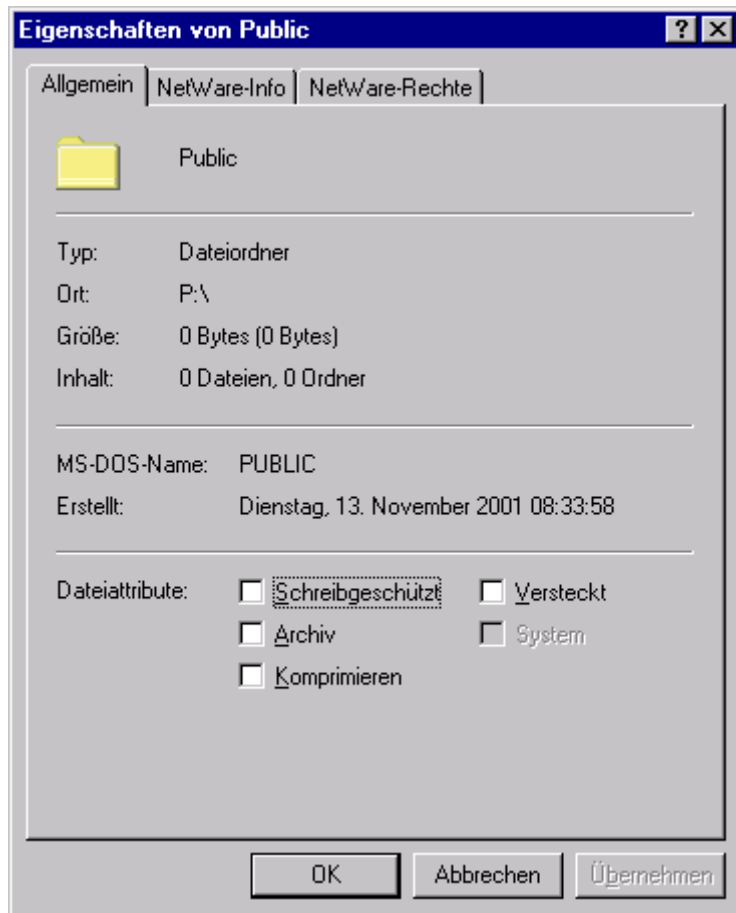 Eigenschaften von Public
Allgemein NetWare-Info NetWare-Rechte
Public
Typ: Dateiordner
Ort: P:\
Größe: 0 Bytes (0 Bytes)
Inhalt: 0 Dateien, 0 Ordner
MS-DOS-Name: PUBLIC
Erstellt: Dienstag, 13. November 2001 08:33:58
Dateiattribute: Schreibgeschützt Versteckt
Archiv System
Komprimieren
OK Abbrechen Übernehmen